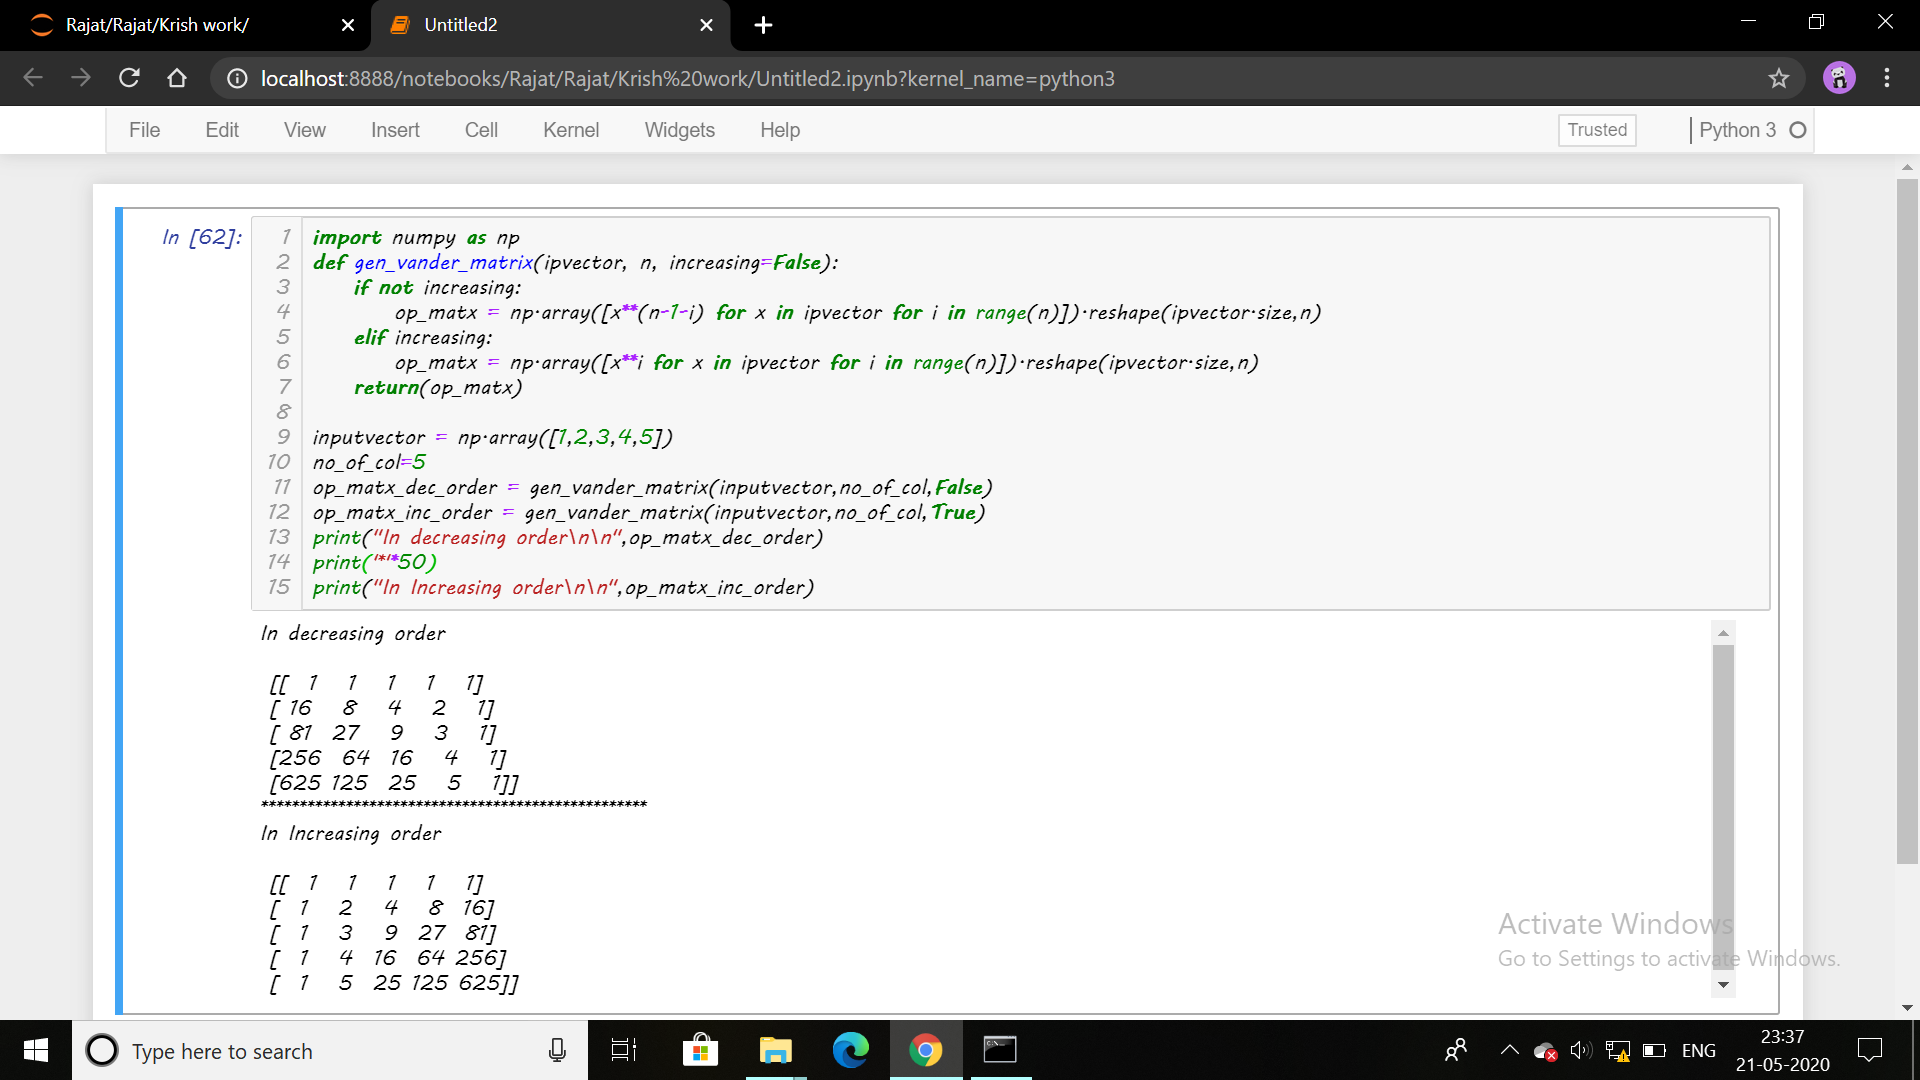 Rajat/Rajat/Krish work/
Untitled2
localhost:8888/notebooks/Rajat/Rajat/Krish%20work/Untitled2.ipynb?kernel_name=python3
File Edit View Insert Cell Kernel Widgets Help Trusted Python 3
In [62]:
1 import numpy as np
2 def gen_vander_matrix(ipvector, n, increasing=False):
3 if not increasing:
4 op_matx = np.array([x**(n-1-i) for x in ipvector for i in range(n)]).reshape(ipvector.size,n)
5 elif increasing:
6 op_matx = np.array([x**i for x in ipvector for i in range(n)]).reshape(ipvector.size,n)
7 return(op_matx)
8
9 inputvector = np.array([1,2,3,4,5])
10 no_of_col=5
11 op_matx_dec_order = gen_vander_matrix(inputvector,no_of_col,False)
12 op_matx_inc_order = gen_vander_matrix(inputvector,no_of_col,True)
13 print("In decreasing order\n\n",op_matx_dec_order)
14 print('*'*50)
15 print("In Increasing order\n\n",op_matx_inc_order)
In decreasing order
[[ 1 1 1 1 1]
[ 16 8 4 2 1]
[ 81 27 9 3 1]
[256 64 16 4 1]
[625 125 25 5 1]]
**************************************************
In Increasing order
[[ 1 1 1 1 1]
[ 1 2 4 8 16]
[ 1 3 9 27 81]
[ 1 4 16 64 256]
[ 1 5 25 125 625]]
Activate Windows
Go to Settings to activate Windows.
Type here to search
ENG
23:37
21-05-2020